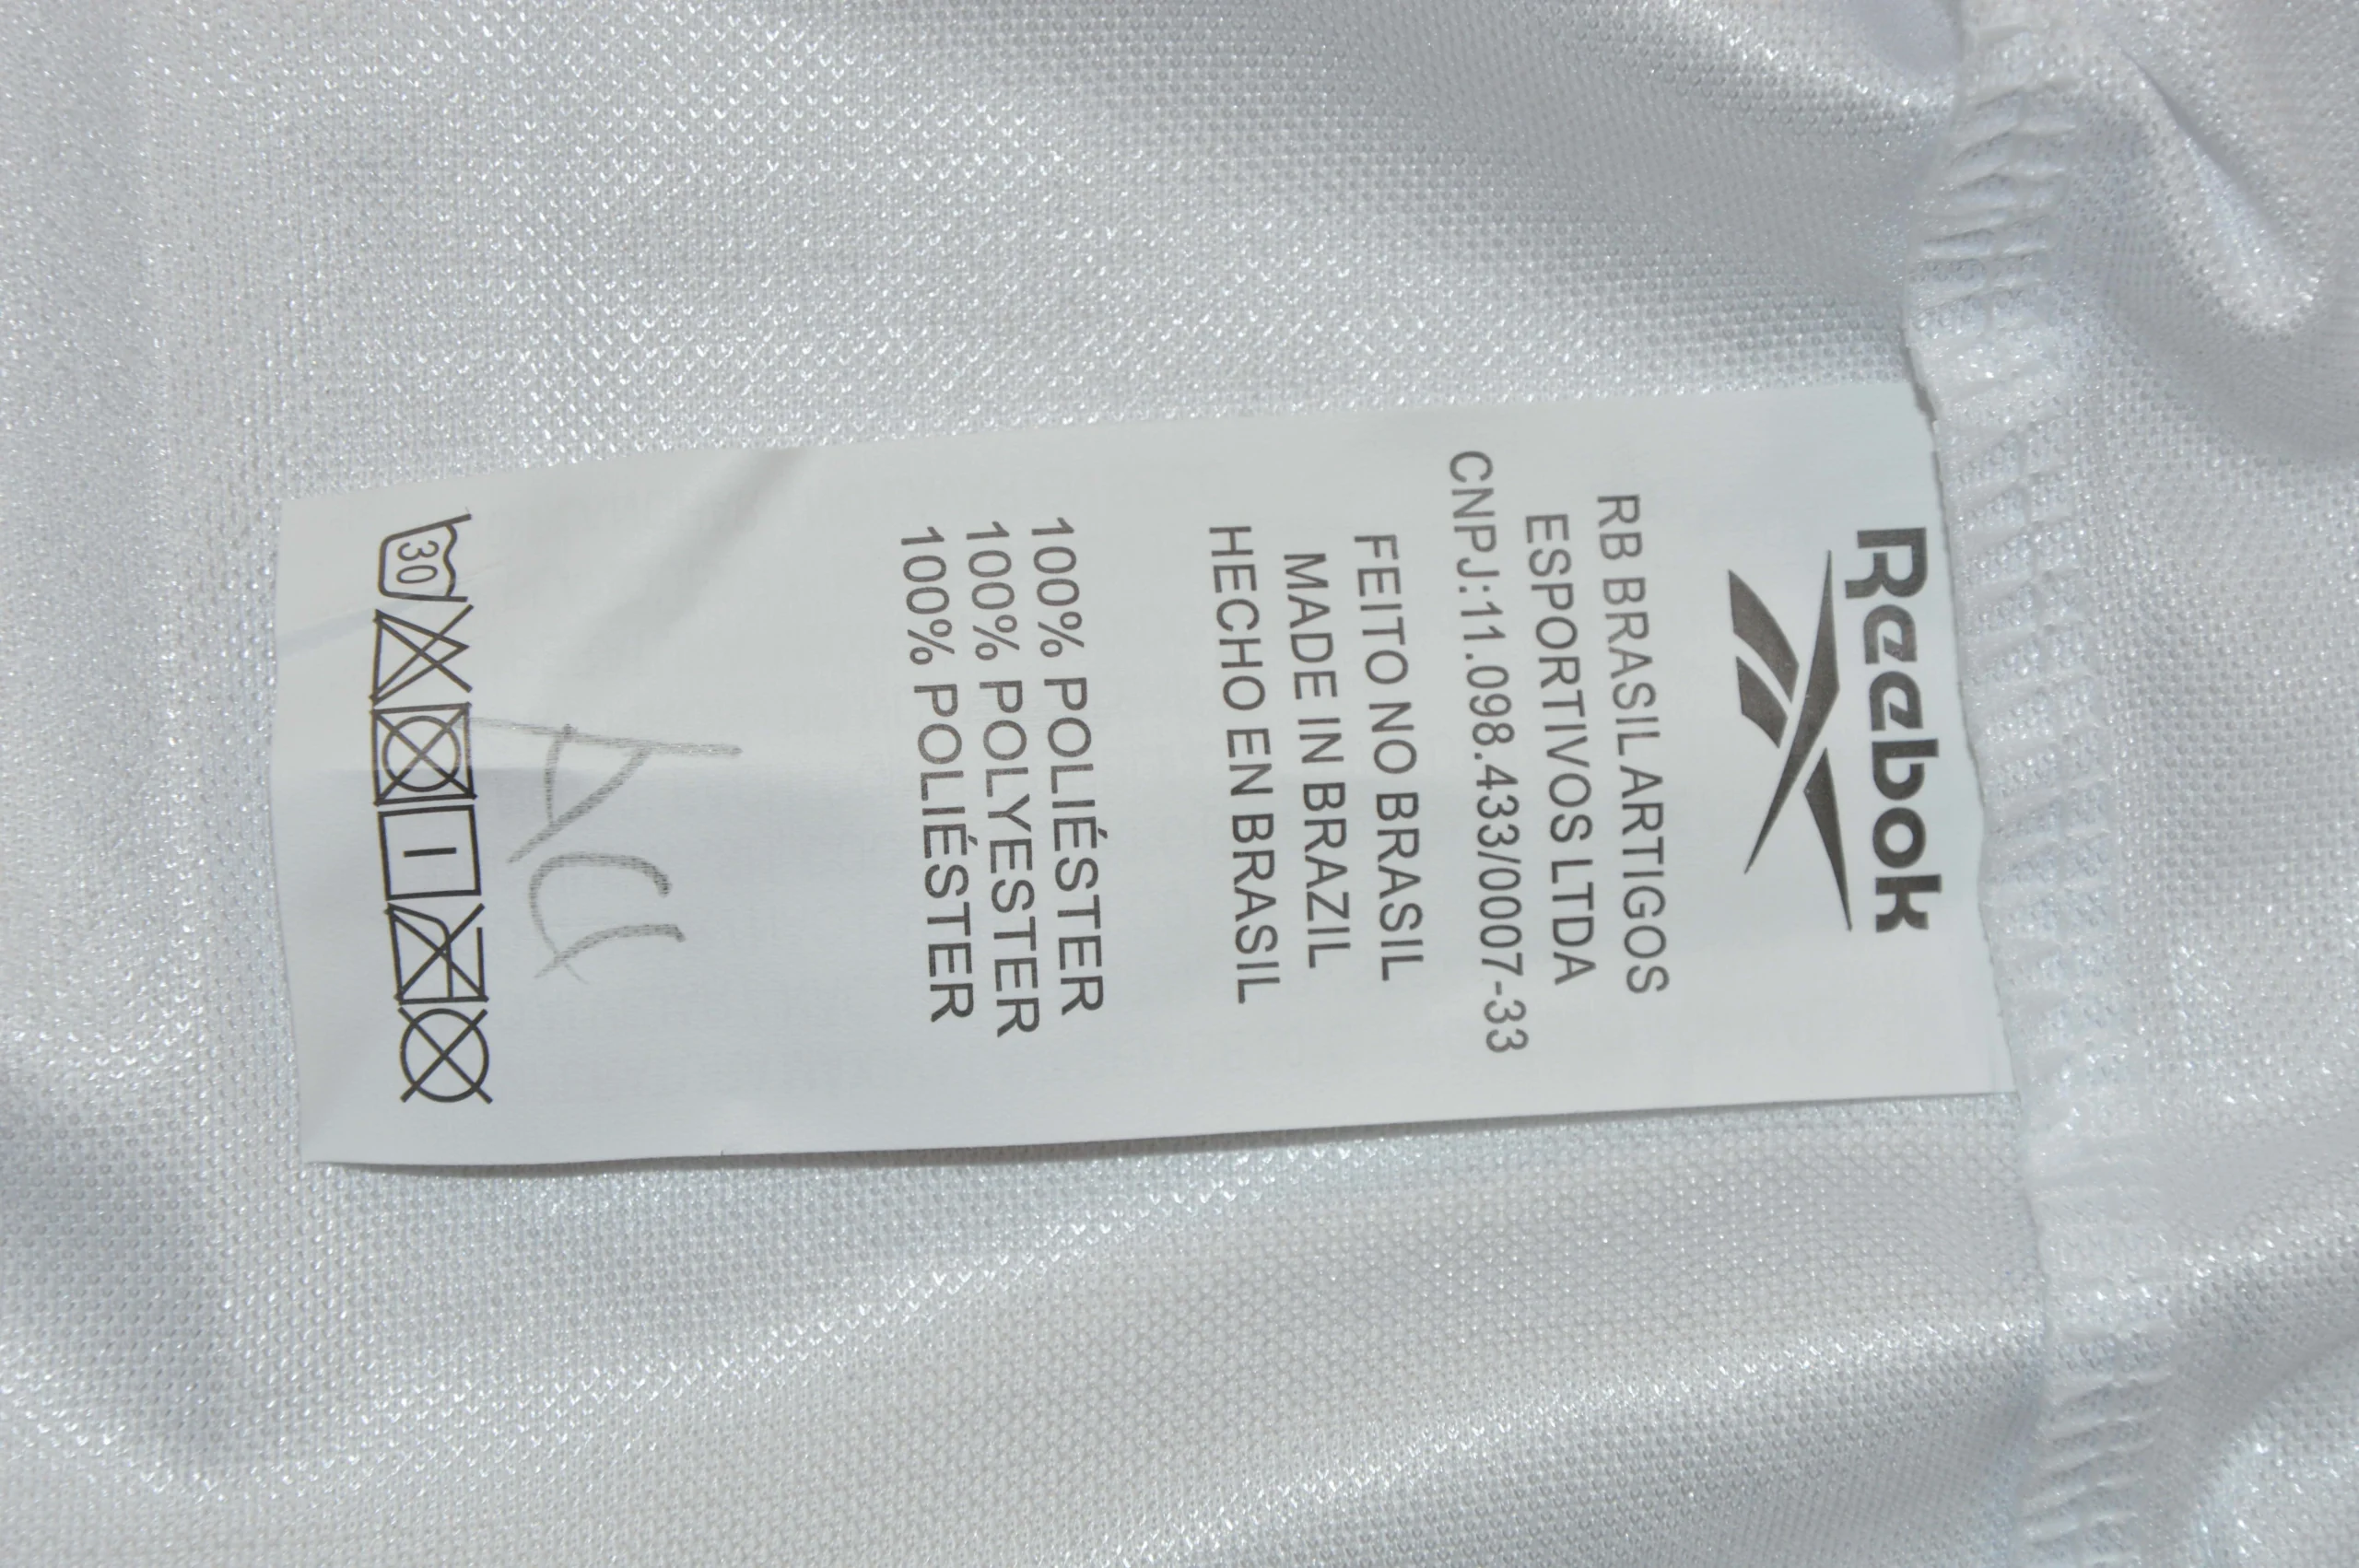 Reebok
RB BRASIL ARTIGOS
ESPORTIVOS LTDA
CNPJ:11.098.433/0007-33
FEITO NO BRASIL
MADE IN BRAZIL
HECHO EN BRASIL
100% POLIÉSTER
100% POLYESTER
100% POLIÉSTER
30